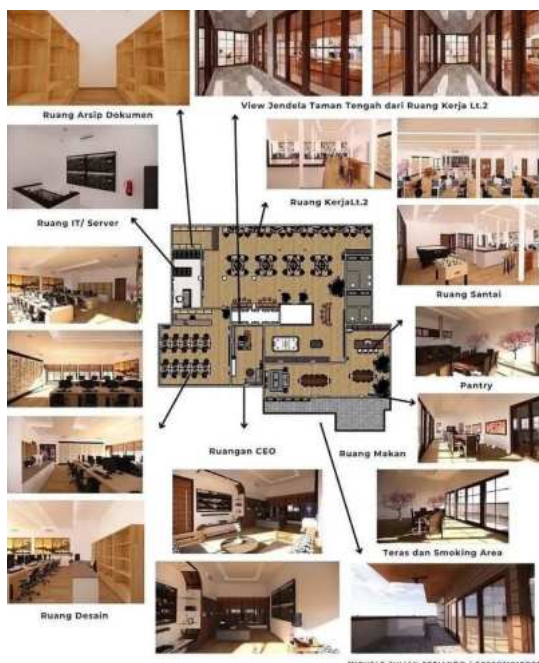 Ruang Arsip Dokumen
View Jendela Taman Tengah dari Ruang Kerja Lt.2
Ruang IT/ Server
Ruang KerjaLt.2
Ruang Santai
Pantry
Ruangan CEO
Ruang Makan
Teras dan Smoking Area
Ruang Desain